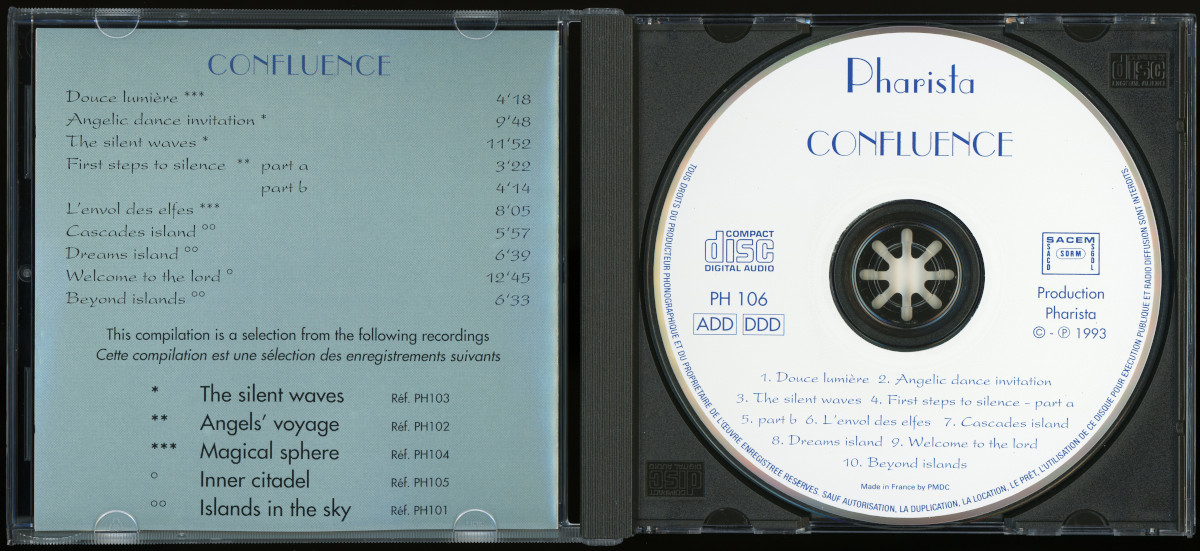 CONFLUENCE
Douce lumière *** 4'18
Angelic dance invitation * 9'48
The silent waves * 11'52
First steps to silence ** part a 3'22
part b 4'14
L'envol des elfes *** 8'05
Cascades island °° 5'57
Dreams island °° 6'39
Welcome to the lord ° 12'45
Beyond islands °° 6'33
This compilation is a selection from the following recordings
Cette compilation est une sélection des enregistrements suivants
* The silent waves Réf. PH103
** Angels' voyage Réf. PH102
*** Magical sphere Réf. PH104
° Inner citadel Réf. PH105
°° Islands in the sky Réf. PH101
Pharista
CONFLUENCE
COMPACT
disc
DIGITAL AUDIO
PH 106
ADD DDD
SACEM
SACD
SDRM
SGDL
Production
Pharista
© - ℗ 1993
1. Douce lumière 2. Angelic dance invitation
3. The silent waves 4. First steps to silence - part a
5. part b 6. L'envol des elfes 7. Cascades island
8. Dreams island 9. Welcome to the lord
10. Beyond islands
Made in France by PMDC
TOUS DROITS DU PRODUCTEUR PHONOGRAPHIQUE ET DU PROPRIETAIRE DE L'ŒUVRE ENREGISTREE RESERVES. SAUF AUTORISATION, LA DUPLICATION, LA LOCATION, LE PRÊT, L'UTILISATION DE CE DISQUE POUR EXECUTION PUBLIQUE ET RADIO DIFFUSION SONT INTERDITS.
COMPACT
disc
DIGITAL AUDIO
COMPACT
disc
DIGITAL AUDIO